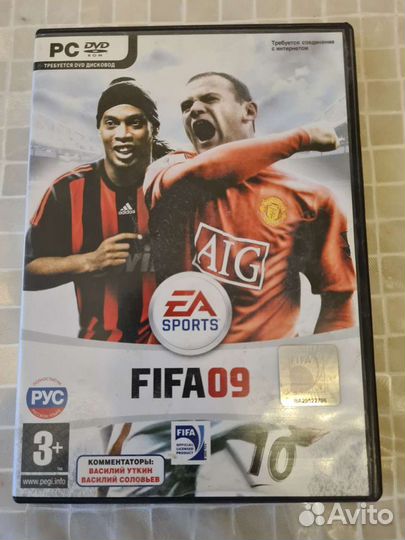 PC DVD
ROM
ТРЕБУЕТСЯ DVD ДИСКОВОД
Требуется соединение
с интернетом
adidas
AIG
EA
SPORTS
FIFA09
РУС
FIFA
3+
www.pegi.info
КОММЕНТАТОРЫ:
ВАСИЛИЙ УТКИН
ВАСИЛИЙ СОЛОВЬЕВ
FIFA
OFFICIAL
LICENSED
PRODUCT
10
Avito